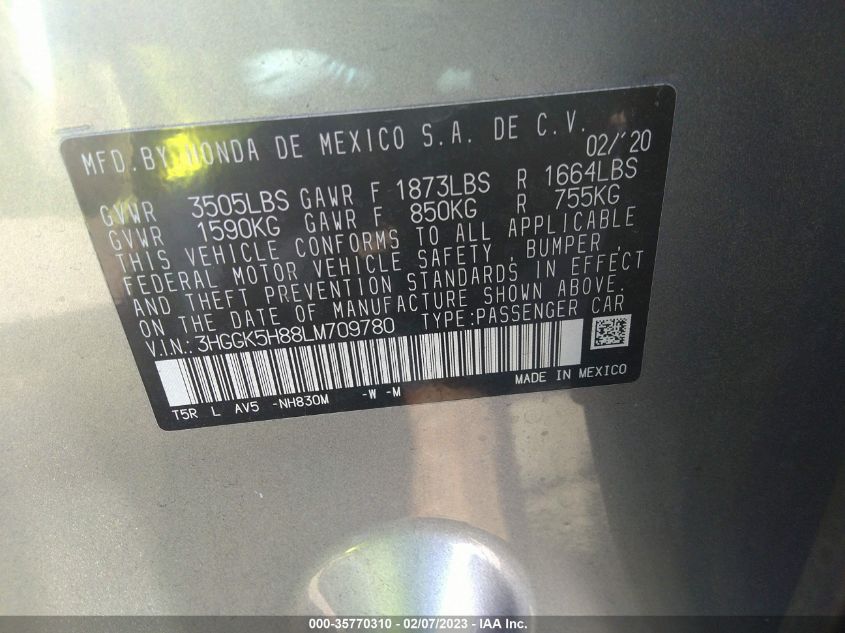 MFD. BY HONDA DE MEXICO S.A. DE C.V. 02/'20
GVWR 3505LBS GAWR F 1873LBS R 1664LBS
GVWR 1590KG GAWR F 850KG R 755KG
THIS VEHICLE CONFORMS TO ALL APPLICABLE
FEDERAL MOTOR VEHICLE SAFETY, BUMPER,
AND THEFT PREVENTION STANDARDS IN EFFECT
ON THE DATE OF MANUFACTURE SHOWN ABOVE.
V.I.N.: 3HGGK5H88LM709780 TYPE:PASSENGER CAR
MADE IN MEXICO
T5R L AV5 -NH830M -W -M
000-35770310 - 02/07/2023 - IAA Inc.